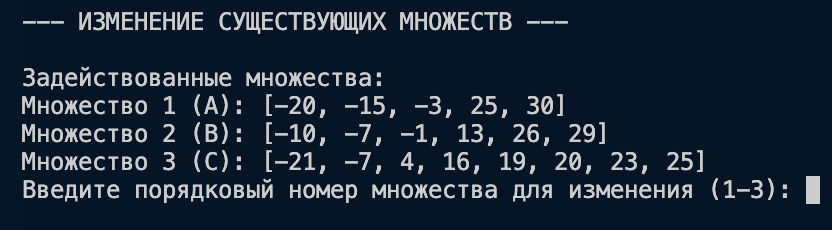 --- ИЗМЕНЕНИЕ СУЩЕСТВУЮЩИХ МНОЖЕСТВ ---
Задействованные множества:
Множество 1 (A): [-20, -15, -3, 25, 30]
Множество 2 (B): [-10, -7, -1, 13, 26, 29]
Множество 3 (C): [-21, -7, 4, 16, 19, 20, 23, 25]
Введите порядковый номер множества для изменения (1-3):